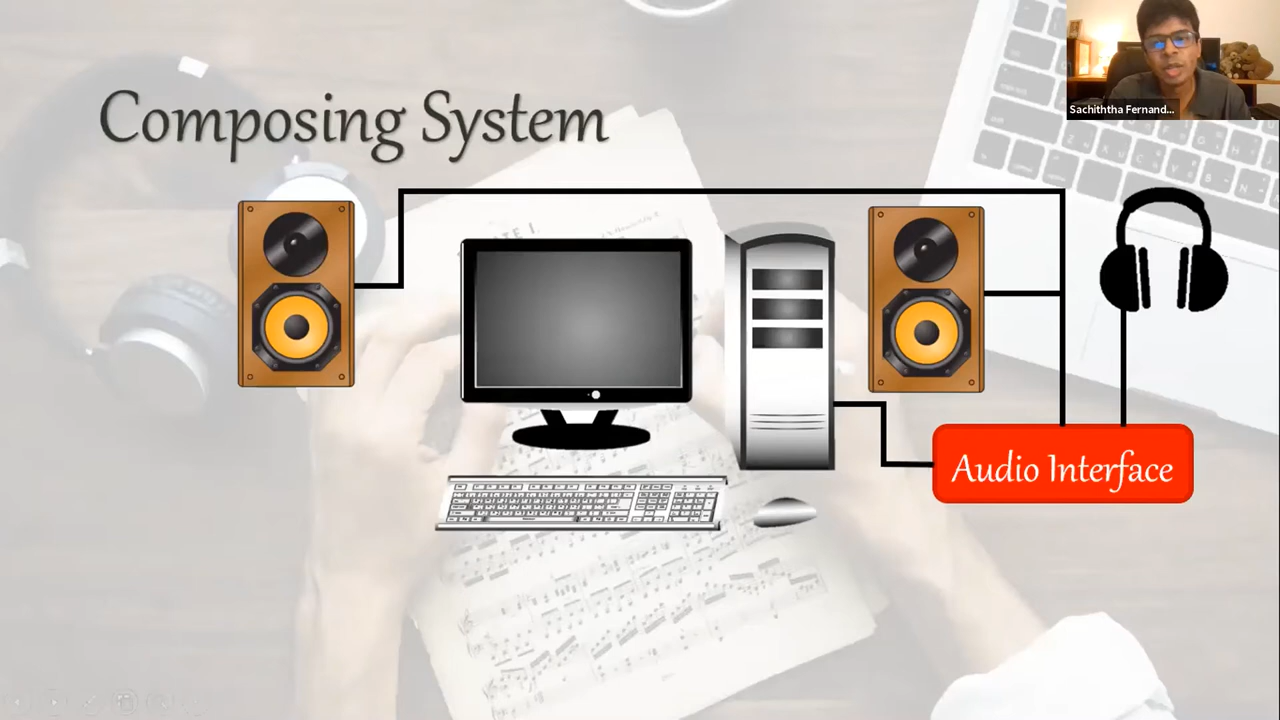 Composing System
Sachiththa Fernand...
Audio Interface